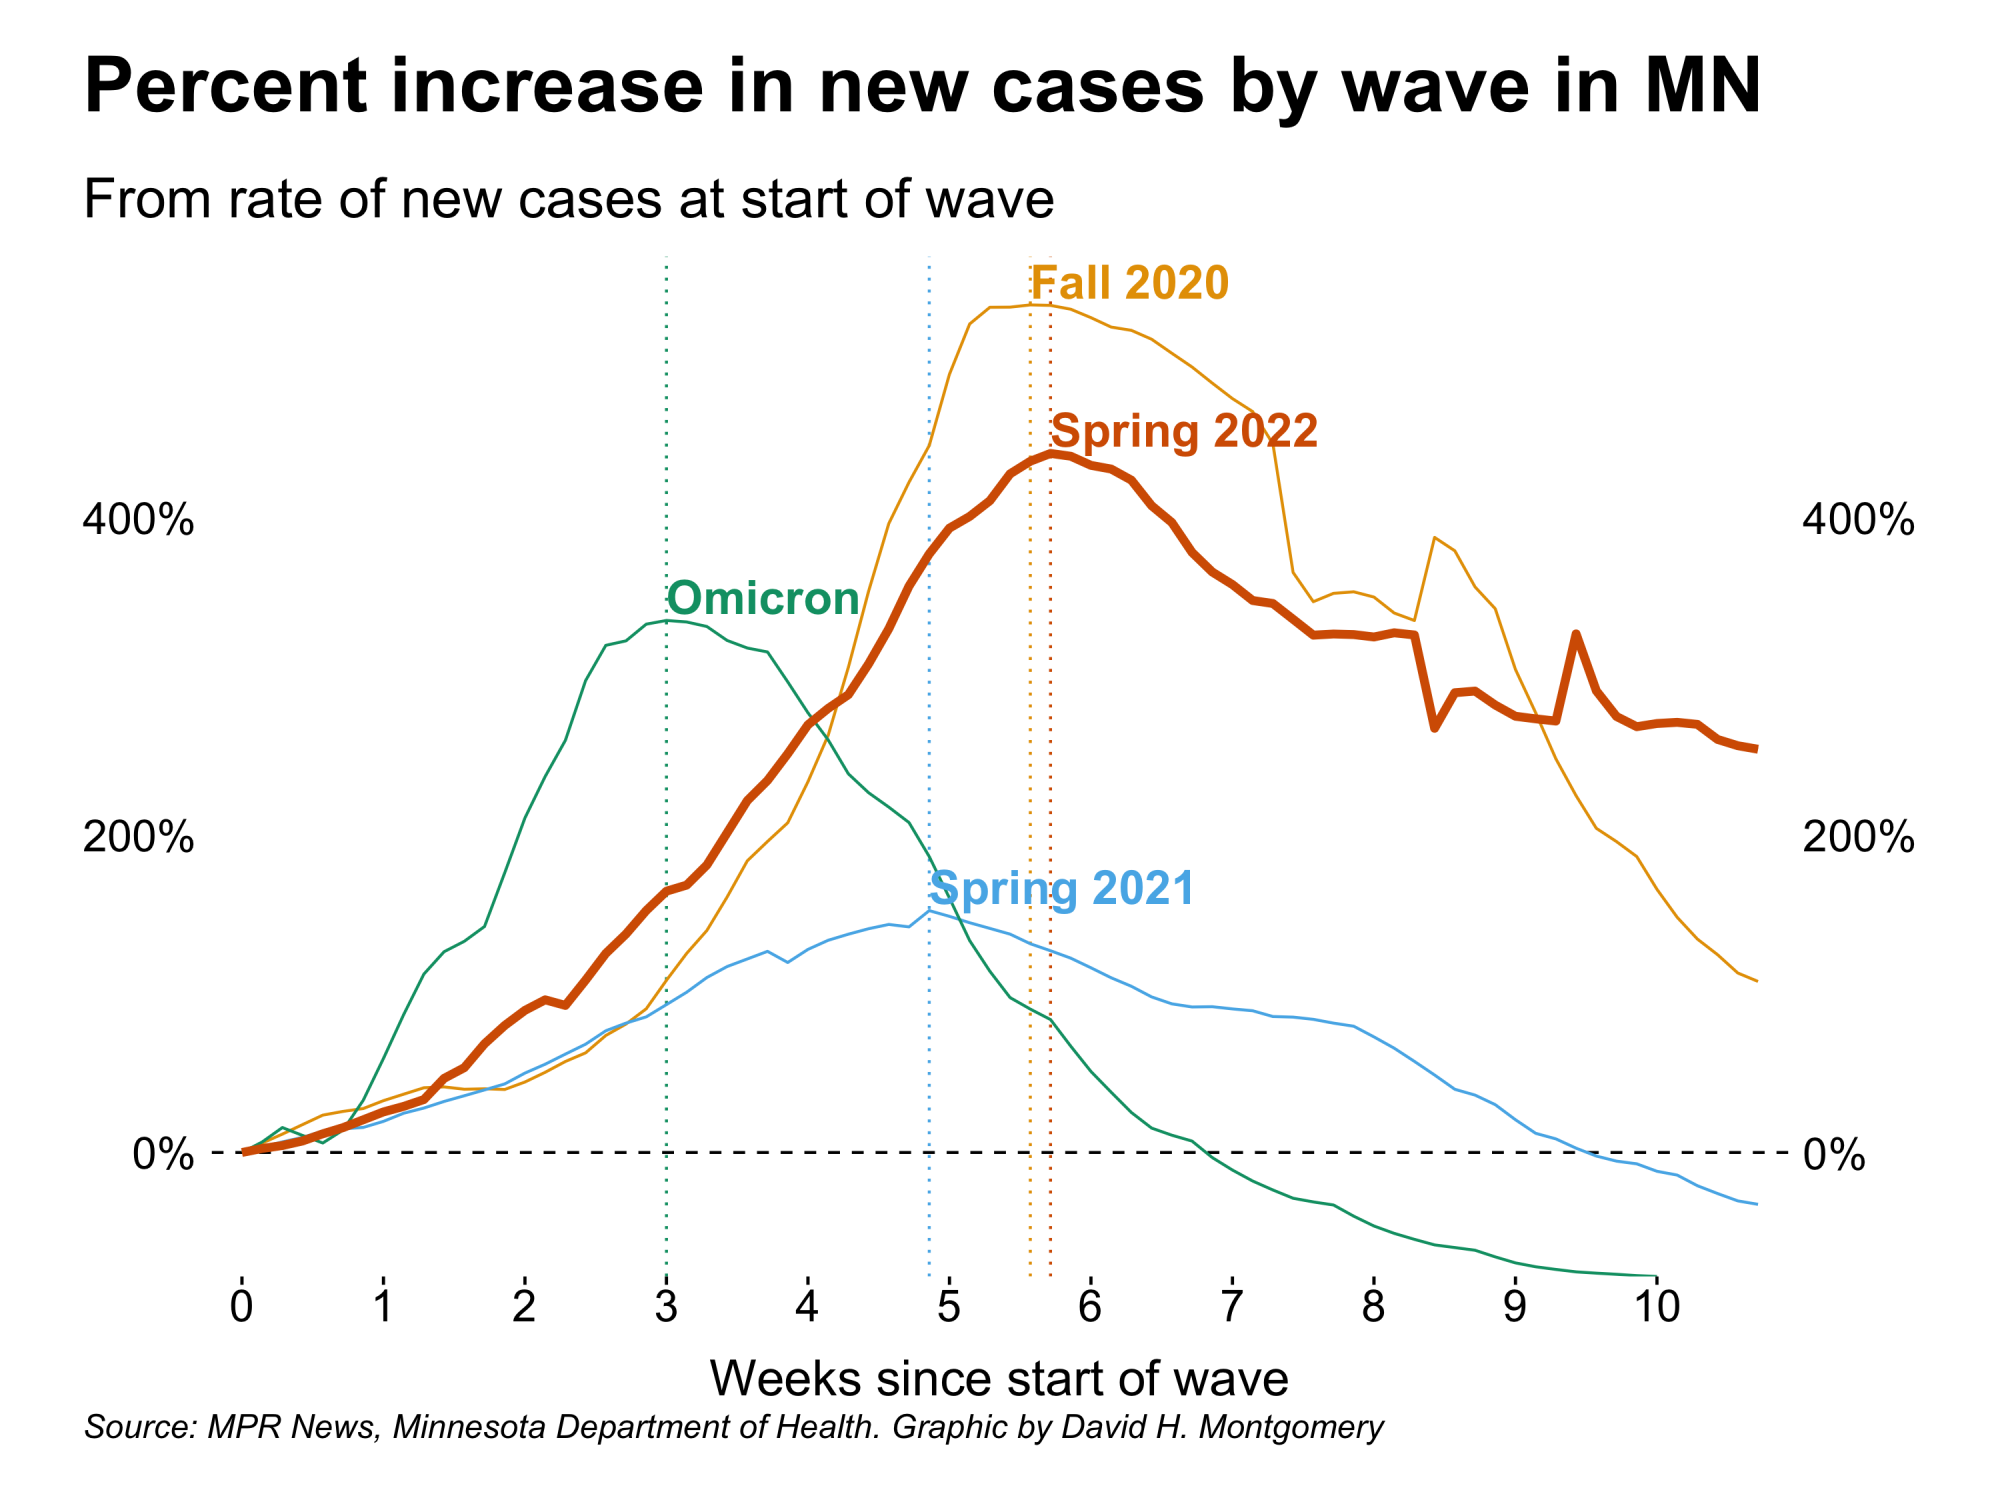 Percent increase in new cases by wave in MN
From rate of new cases at start of wave
Fall 2020
Spring 2022
400% 400%
Omicron
200% 200%
Spring 2021
0% 0%
0 1 2 3 4 5 6 7 8 9 10
Weeks since start of wave
Source: MPR News, Minnesota Department of Health. Graphic by David H. Montgomery